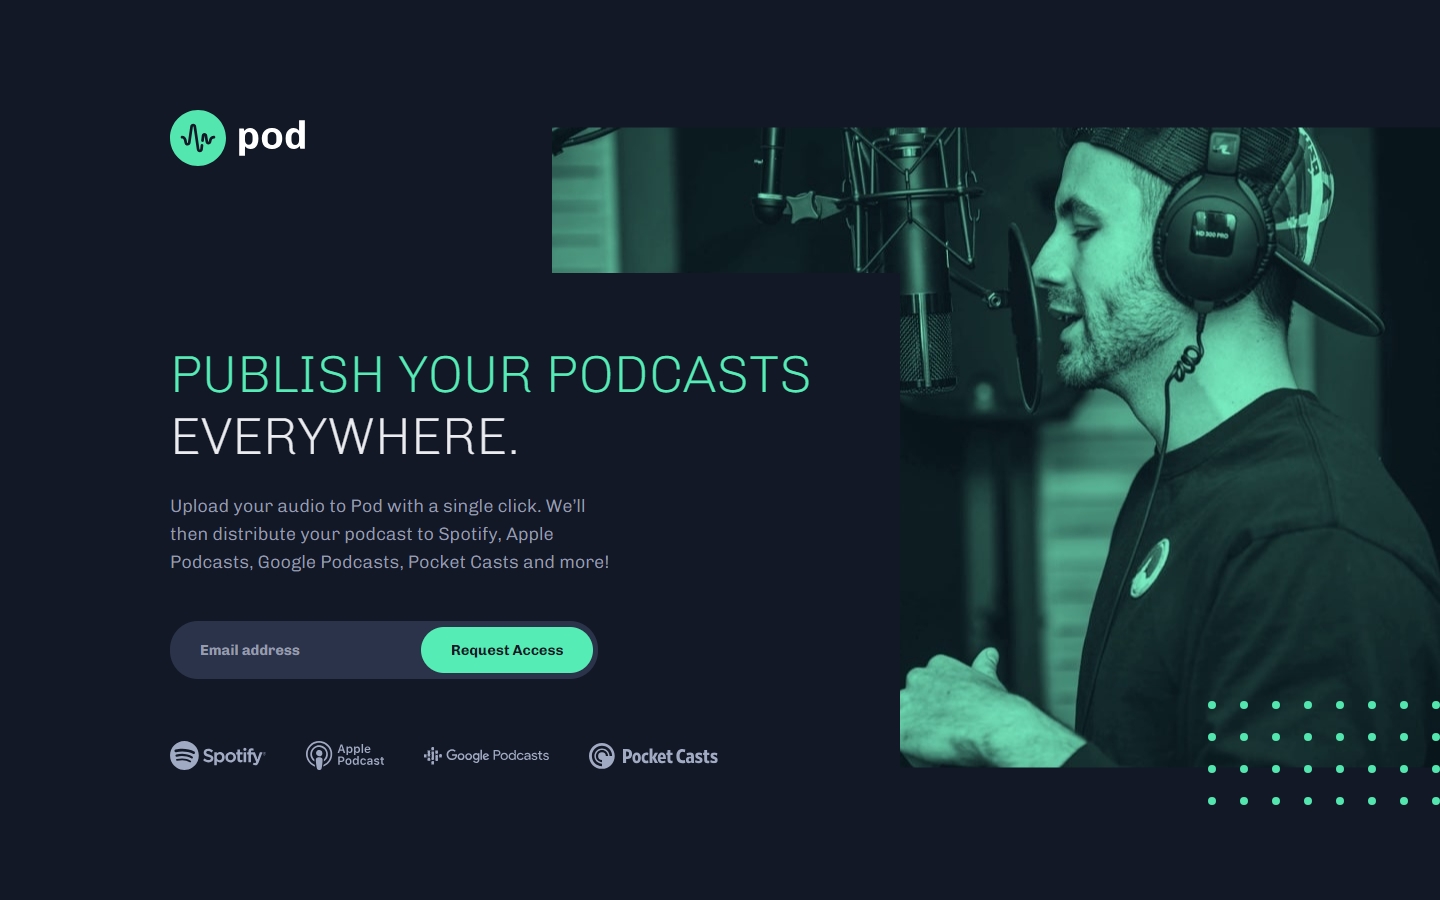 pod
HD 300 PRO
PUBLISH YOUR PODCASTS
EVERYWHERE.
Upload your audio to Pod with a single click. We’ll
then distribute your podcast to Spotify, Apple
Podcasts, Google Podcasts, Pocket Casts and more!
Email address
Request Access
Spotify
Apple
Podcast
Google Podcasts
Pocket Casts